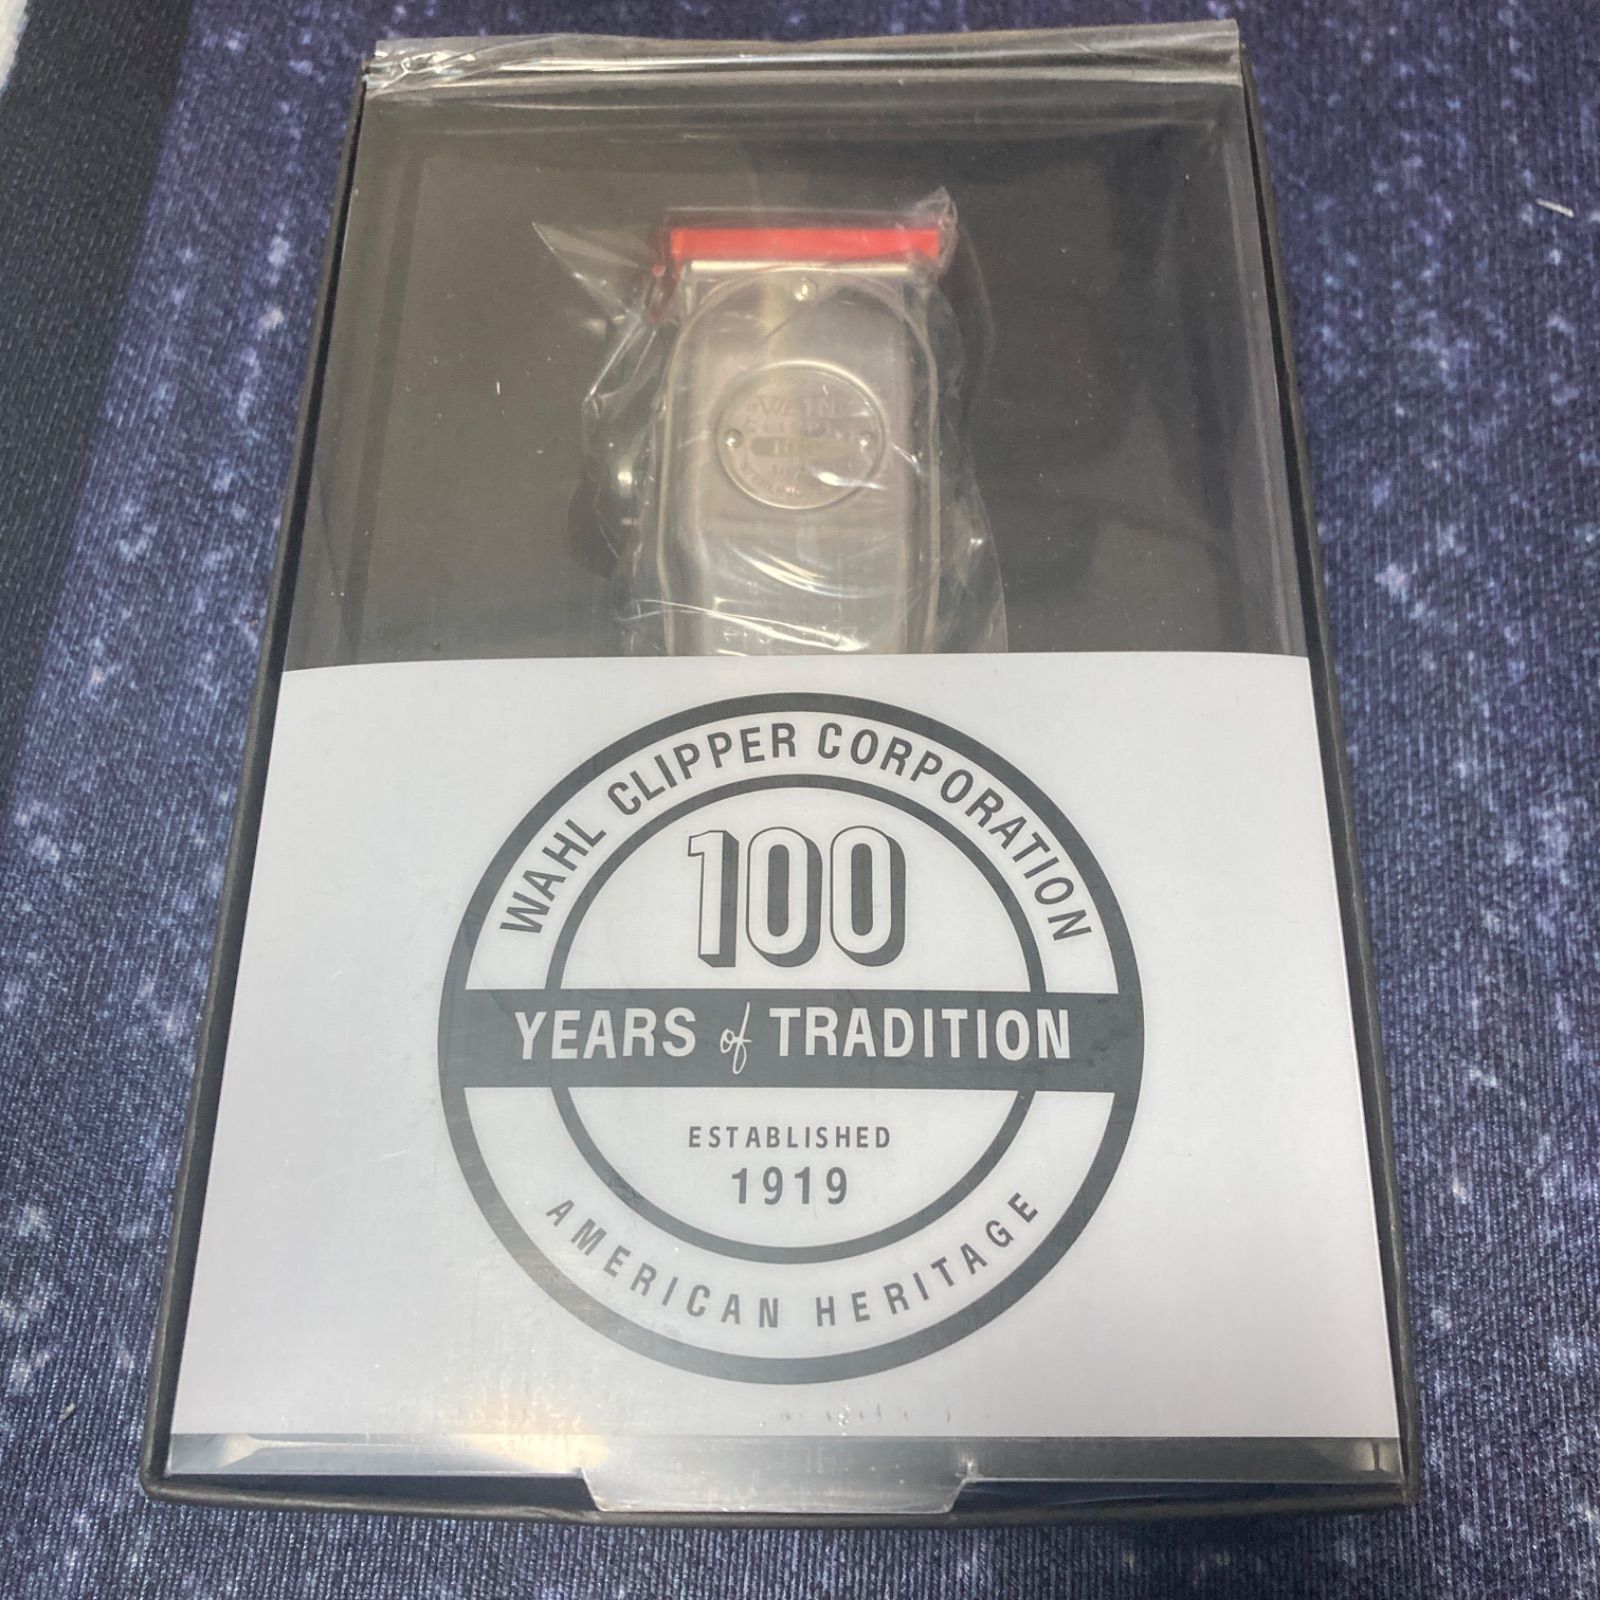 WAHL CLIPPER CORPORATION
100
YEARS of TRADITION
ESTABLISHED
1919
AMERICAN HERITAGE